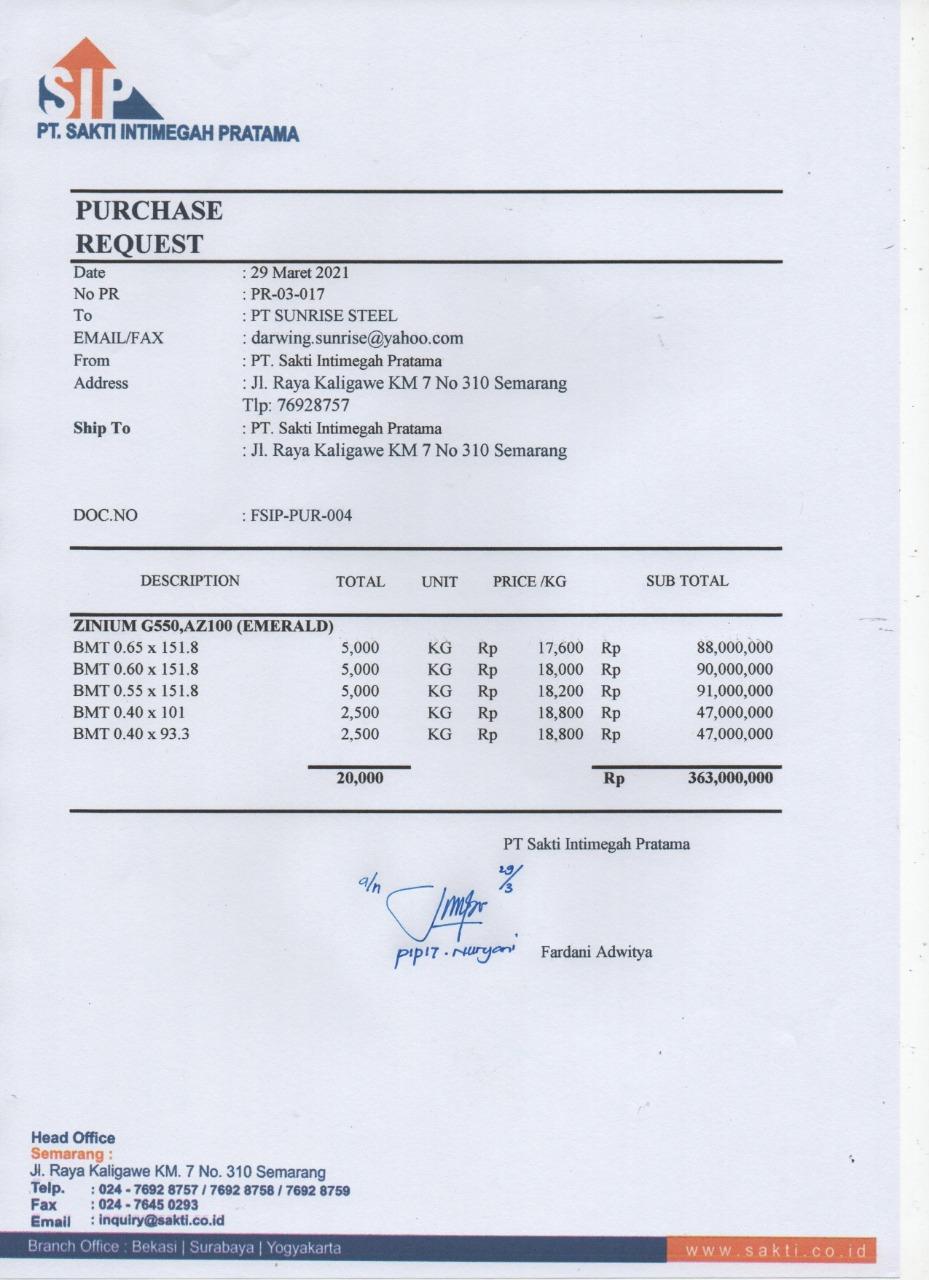 SIP
PT. SAKTI INTIMEGAH PRATAMA
PURCHASE
REQUEST
Date : 29 Maret 2021
No PR : PR-03-017
To : PT SUNRISE STEEL
EMAIL/FAX : darwing.sunrise@yahoo.com
From : PT. Sakti Intimegah Pratama
Address : Jl. Raya Kaligawe KM 7 No 310 Semarang
Tlp: 76928757
Ship To : PT. Sakti Intimegah Pratama
: Jl. Raya Kaligawe KM 7 No 310 Semarang
DOC.NO : FSIP-PUR-004
DESCRIPTION TOTAL UNIT PRICE /KG SUB TOTAL
ZINIUM G550,AZ100 (EMERALD)
BMT 0.65 x 151.8 5,000 KG Rp 17,600 Rp 88,000,000
BMT 0.60 x 151.8 5,000 KG Rp 18,000 Rp 90,000,000
BMT 0.55 x 151.8 5,000 KG Rp 18,200 Rp 91,000,000
BMT 0.40 x 101 2,500 KG Rp 18,800 Rp 47,000,000
BMT 0.40 x 93.3 2,500 KG Rp 18,800 Rp 47,000,000
20,000 Rp 363,000,000
PT Sakti Intimegah Pratama
a/n 29/3
PIPIT . Nuryani Fardani Adwitya
Head Office
Semarang :
Jl. Raya Kaligawe KM. 7 No. 310 Semarang
Telp. : 024 - 7692 8757 / 7692 8758 / 7692 8759
Fax : 024 - 7645 0293
Email : inquiry@sakti.co.id
Branch Office : Bekasi | Surabaya | Yogyakarta www.sakti.co.id